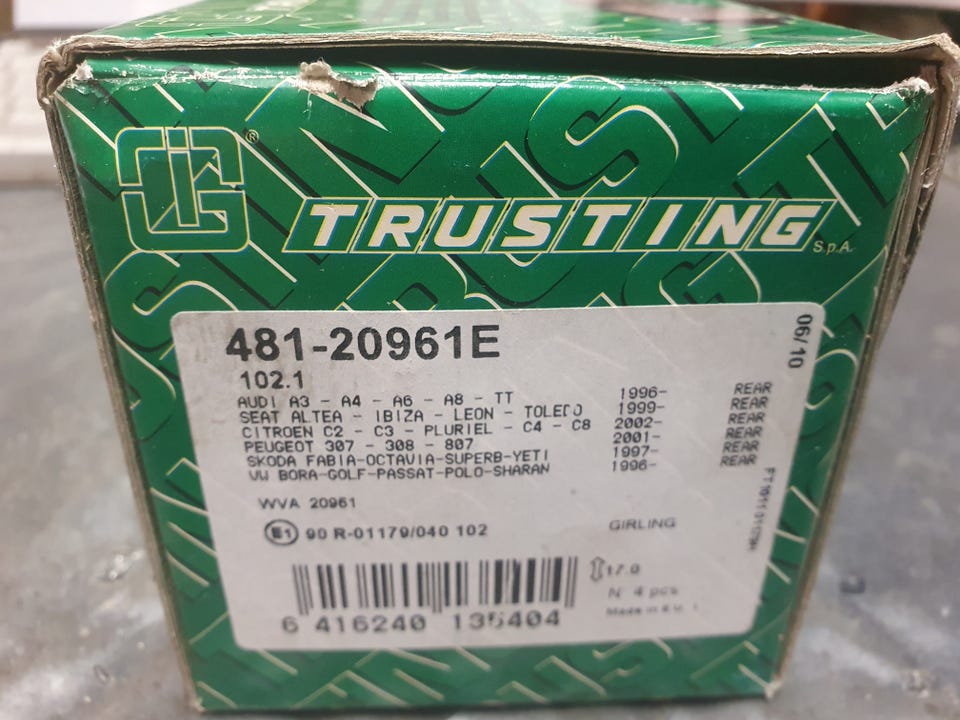 TRUSTING S.p.A.
481-20961E
06/10
102.1
AUDI A3 - A4 - A6 - A8 - TT 1996- REAR
SEAT ALTEA - IBIZA - LEON - TOLEDO 1999- REAR
CITROEN C2 - C3 - PLURIEL - C4 - C8 2002- REAR
PEUGEOT 307 - 308 - 807 2001- REAR
SKODA FABIA-OCTAVIA-SUPERB-YETI 1997- REAR
VW BORA-GOLF-PASSAT-POLO-SHARAN 1996- REAR
WVA 20961
E1 90 R-01179/040 102 GIRLING
17.0
N° 4 pcs
Made in
6 416240 135404